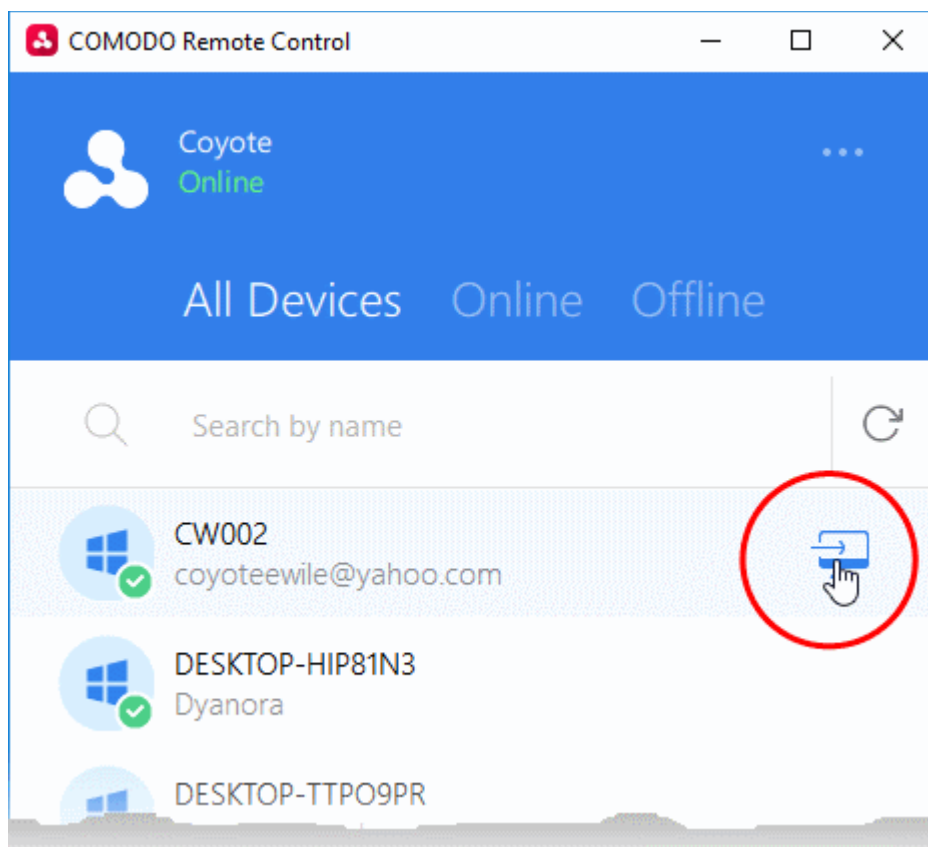 COMODO Remote Control
Coyote
Online
All Devices Online Offline
Search by name
CW002
coyoteewile@yahoo.com
DESKTOP-HIP81N3
Dyanora
DESKTOP-TTPO9PR